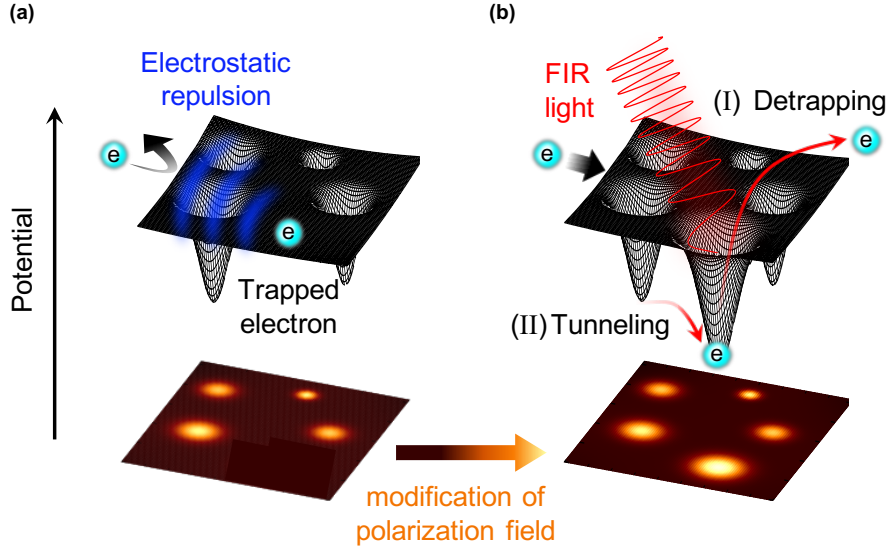 (a)
Electrostatic
repulsion
e
e
Trapped
electron
Potential
(b)
FIR
light
(I) Detrapping
e
e
(II) Tunneling
e
modification of
polarization field